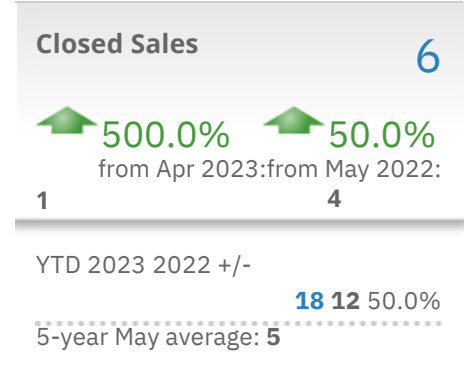 Closed Sales 6
500.0% 50.0%
from Apr 2023:from May 2022:
1 4
YTD 2023 2022 +/-
18 12 50.0%
5-year May average: 5